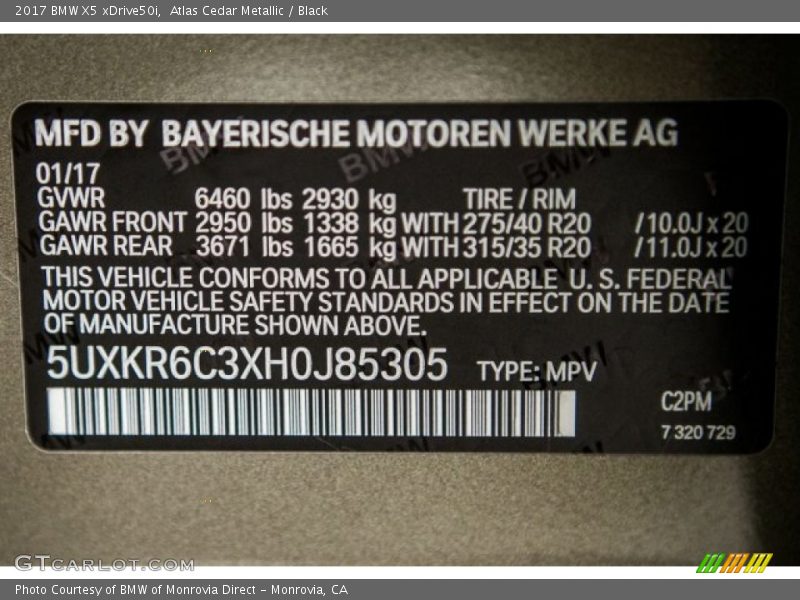 2017 BMW X5 xDrive50i, Atlas Cedar Metallic / Black
MFD BY BAYERISCHE MOTOREN WERKE AG
01/17
GVWR 6460 lbs 2930 kg TIRE / RIM
GAWR FRONT 2950 lbs 1338 kg WITH 275/40 R20 /10.0J x 20
GAWR REAR 3671 lbs 1665 kg WITH 315/35 R20 /11.0J x 20
THIS VEHICLE CONFORMS TO ALL APPLICABLE U. S. FEDERAL
MOTOR VEHICLE SAFETY STANDARDS IN EFFECT ON THE DATE
OF MANUFACTURE SHOWN ABOVE.
5UXKR6C3XH0J85305 TYPE: MPV
C2PM
7 320 729
GTCARLOT.COM
Photo Courtesy of BMW of Monrovia Direct - Monrovia, CA